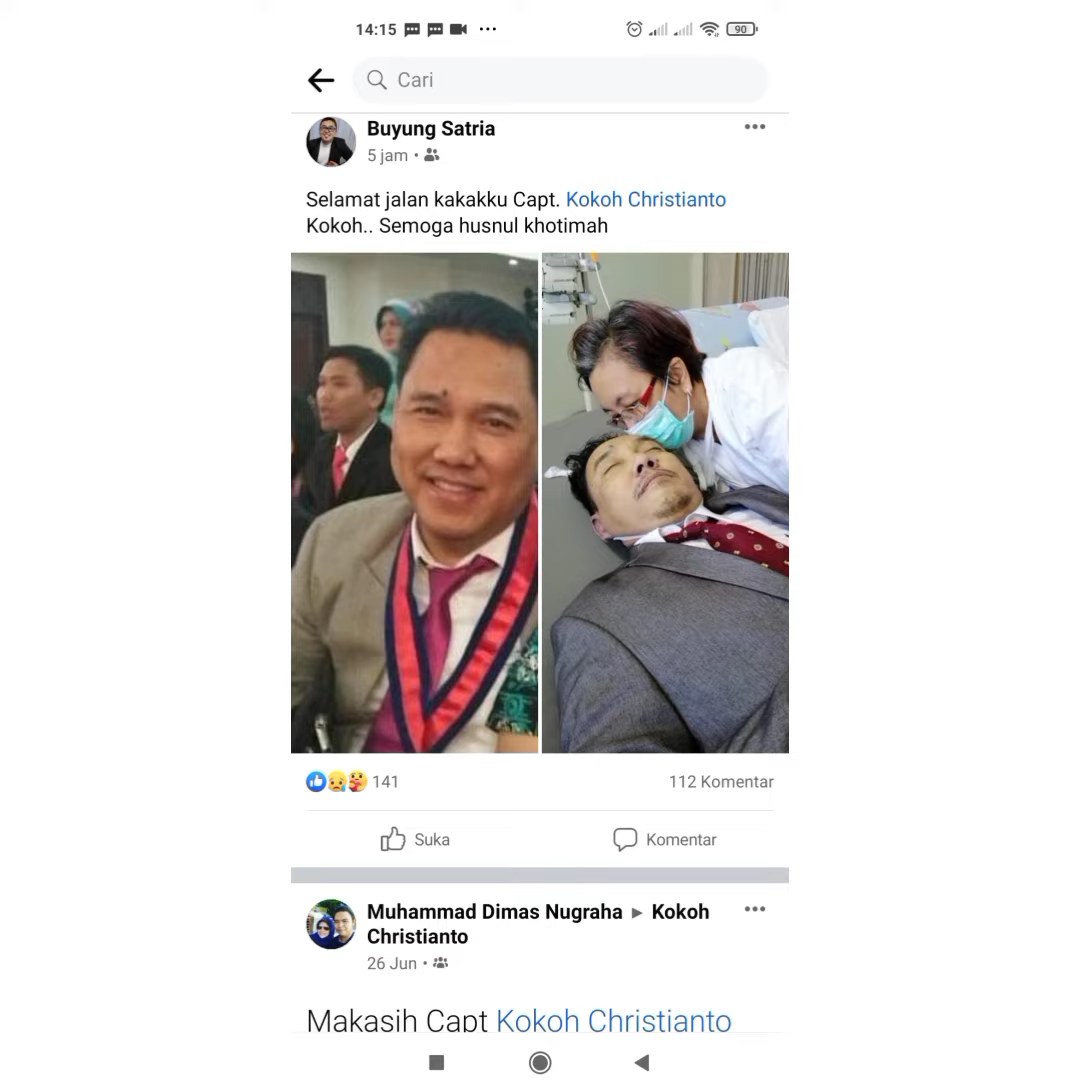 14:15
90
Cari
Buyung Satria
5 jam
Selamat jalan kakakku Capt. Kokoh Christianto
Kokoh.. Semoga husnul khotimah
141
112 Komentar
Suka
Komentar
Muhammad Dimas Nugraha ► Kokoh
Christianto
26 Jun
Makasih Capt Kokoh Christianto